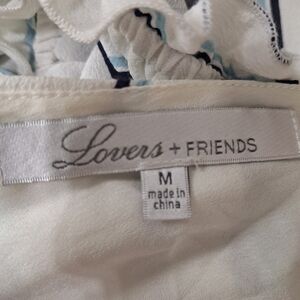 Lovers + FRIENDS
M
made in
china